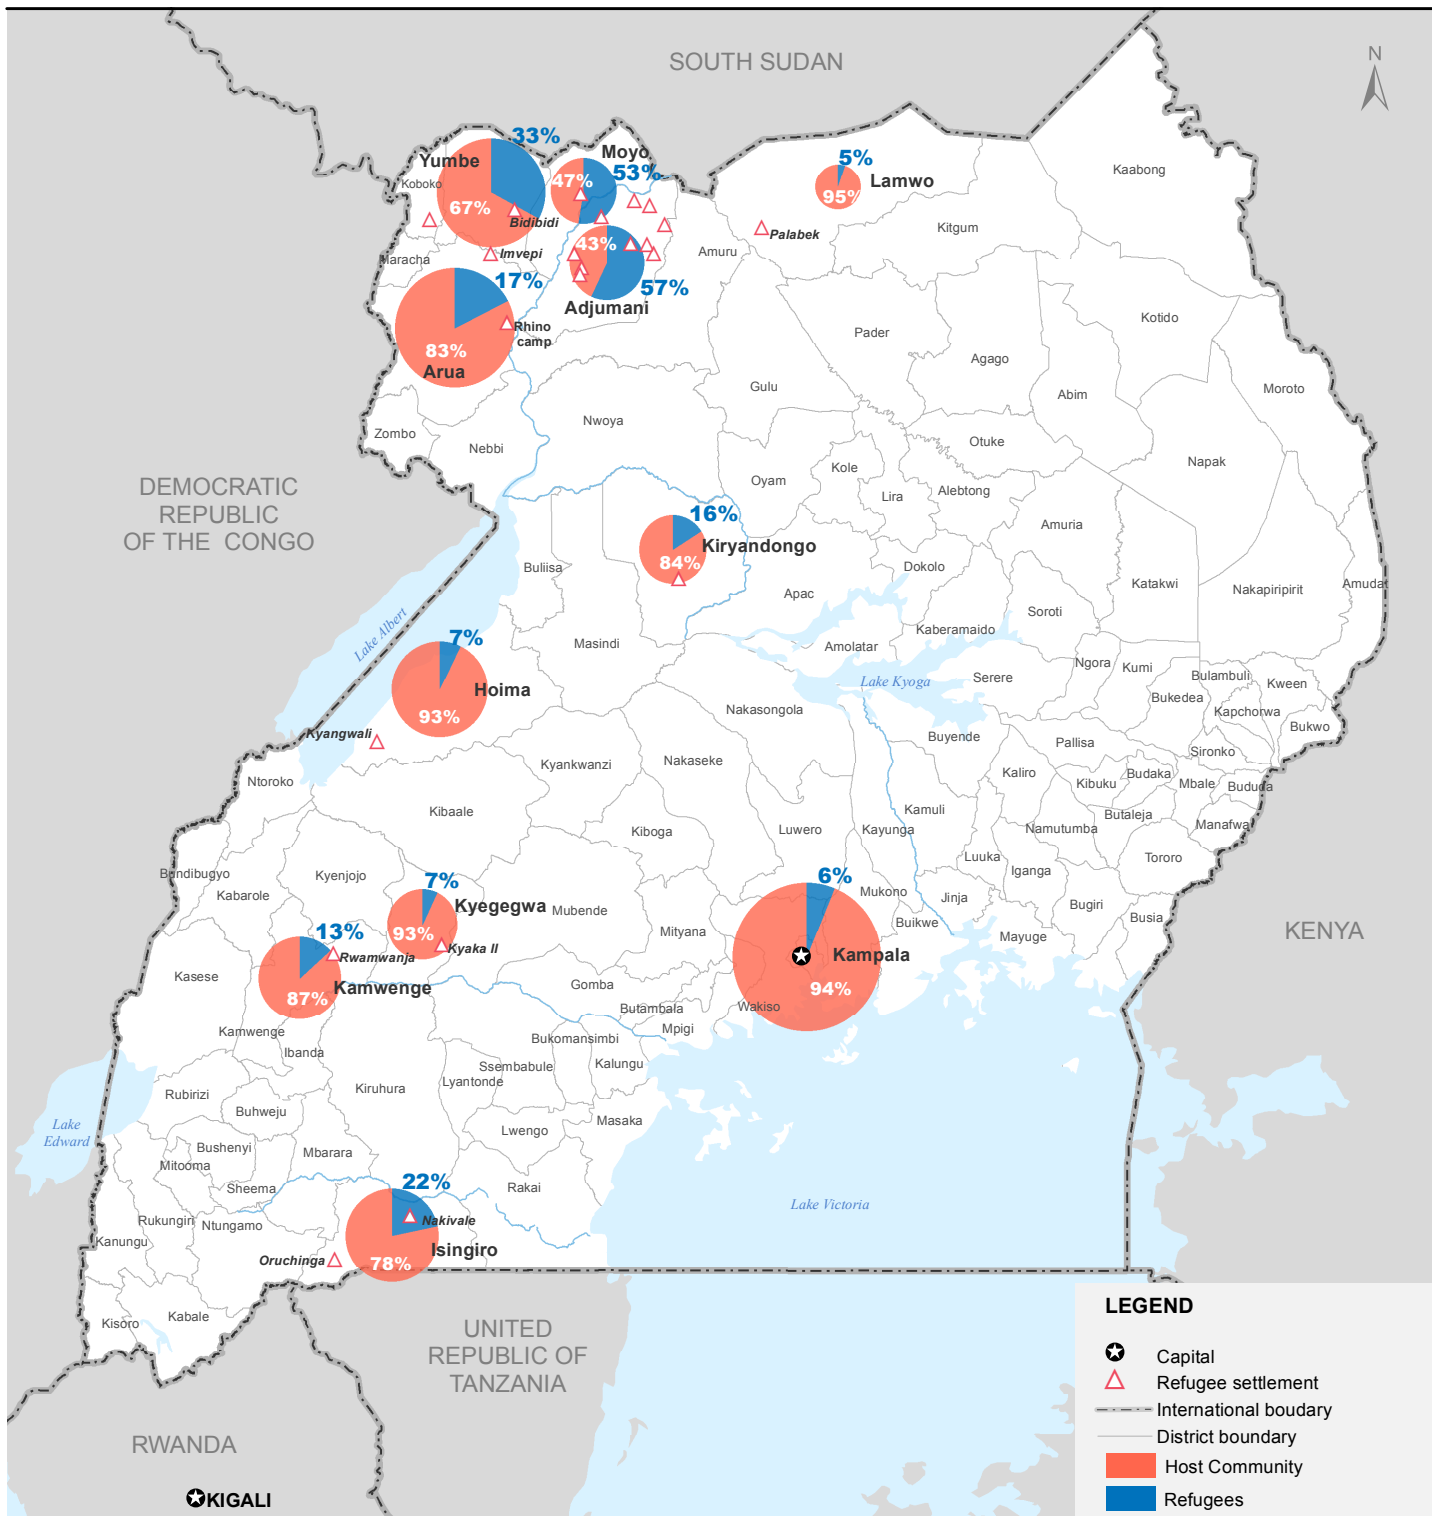 SOUTH SUDAN
N
33%
Yumbe
Moyo
Koboko
47%
53%
5%
Lamwo
95%
Kaabong
67%
Bidibidi
Palabek
Kitgum
Maracha
Imvepi
43%
Amuru
17%
57%
Adjumani
Rhino
camp
83%
Arua
Kotido
Pader
Agago
Gulu
Abim
Moroto
Nwoya
Zombo
Nebbi
Otuke
Napak
Kole
Oyam
Lira
Alebtong
DEMOCRATIC
REPUBLIC
OF THE CONGO
16%
Kiryandongo
84%
Amuria
Buliisa
Dokolo
Katakwi
Nakapiripirit
Amudat
Apac
Soroti
Kaberamaido
Lake Albert
Masindi
Amolatar
7%
Hoima
93%
Lake Kyoga
Serere
Ngora
Kumi
Bulambuli
Kween
Bukedea
Kapchorwa
Bukwo
Nakasongola
Kyangwali
Buyende
Pallisa
Sironko
Kyankwanzi
Nakaseke
Kaliro
Budaka
Kibuku
Mbale
Bududa
Ntoroko
Kibaale
Kamuli
Butaleja
Kiboga
Luwero
Kayunga
Namutumba
Manafwa
Bundibugyo
Kyenjojo
Luuka
Iganga
Tororo
Kabarole
7%
Kyegegwa
6%
Mukono
Jinja
Bugiri
Mubende
Buikwe
Busia
93%
Kyaka II
Mityana
Mayuge
KENYA
13%
Rwamwanja
Kampala
Kasese
Kamwenge
87%
94%
Gomba
Butambala
Wakiso
Mpigi
Kamwenge
Bukomansimbi
Ibanda
Ssembabule
Kalungu
Kiruhura
Lyantonde
Rubirizi
Buhweju
Masaka
Lake
Edward
Lwengo
Bushenyi
Mbarara
Mitooma
Sheema
22%
Rakai
Lake Victoria
Rukungiri
Ntungamo
Nakivale
Kanungu
Isingiro
Oruchinga
78%
Kabale
Kisoro
UNITED
REPUBLIC OF
TANZANIA
RWANDA
KIGALI
LEGEND
Capital
Refugee settlement
International boudary
District boundary
Host Community
Refugees